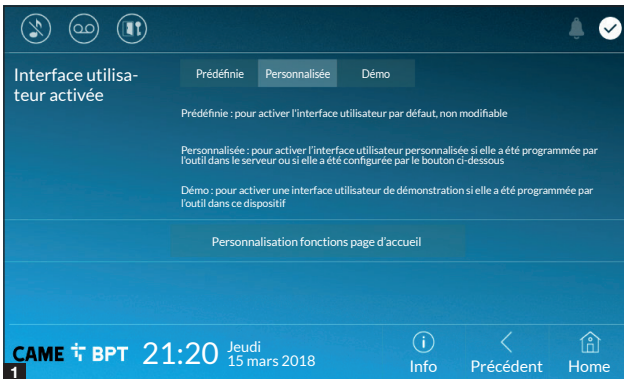 Interface utilisa-
teur activée
Prédéfinie Personnalisée Démo
Prédéfinie : pour activer l'interface utilisateur par défaut, non modifiable
Personnalisée : pour activer l'interface utilisateur personnalisée si elle a été programmée par
l'outil dans le serveur ou si elle a été configurée par le bouton ci-dessous
Démo : pour activer une interface utilisateur de démonstration si elle a été programmée par
l'outil dans ce dispositif
Personnalisation fonctions page d'accueil
CAME BPT 21:20 Jeudi
15 mars 2018
Info Précédent Home
1